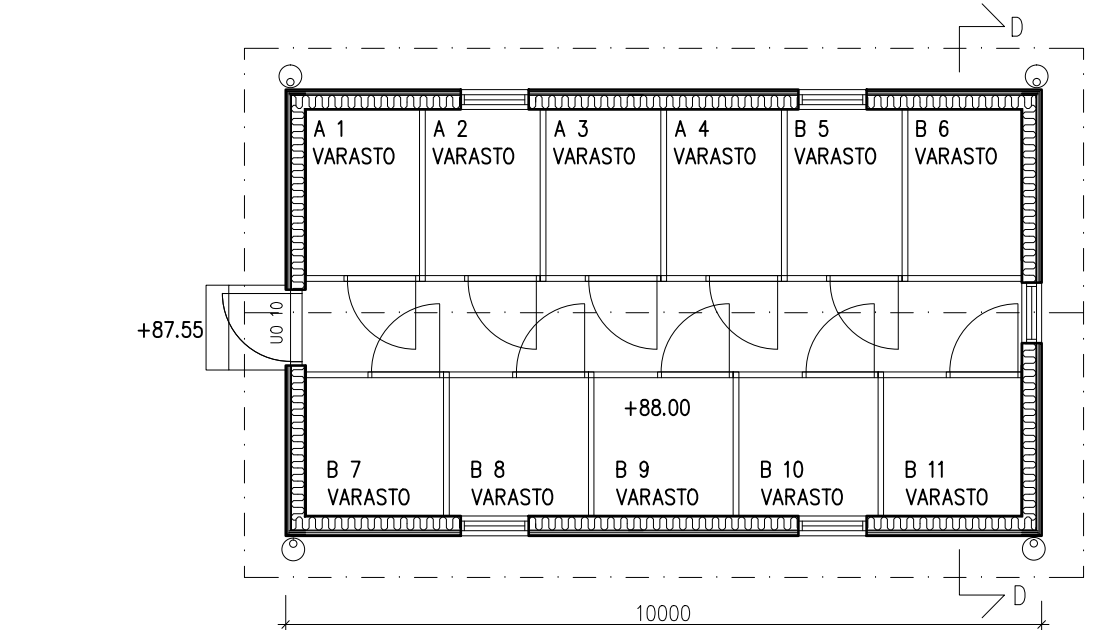 D
A 1
VARASTO
A 2
VARASTO
A 3
VARASTO
A 4
VARASTO
B 5
VARASTO
B 6
VARASTO
+87.55
UO 10
+88.00
B 7
VARASTO
B 8
VARASTO
B 9
VARASTO
B 10
VARASTO
B 11
VARASTO
D
10000